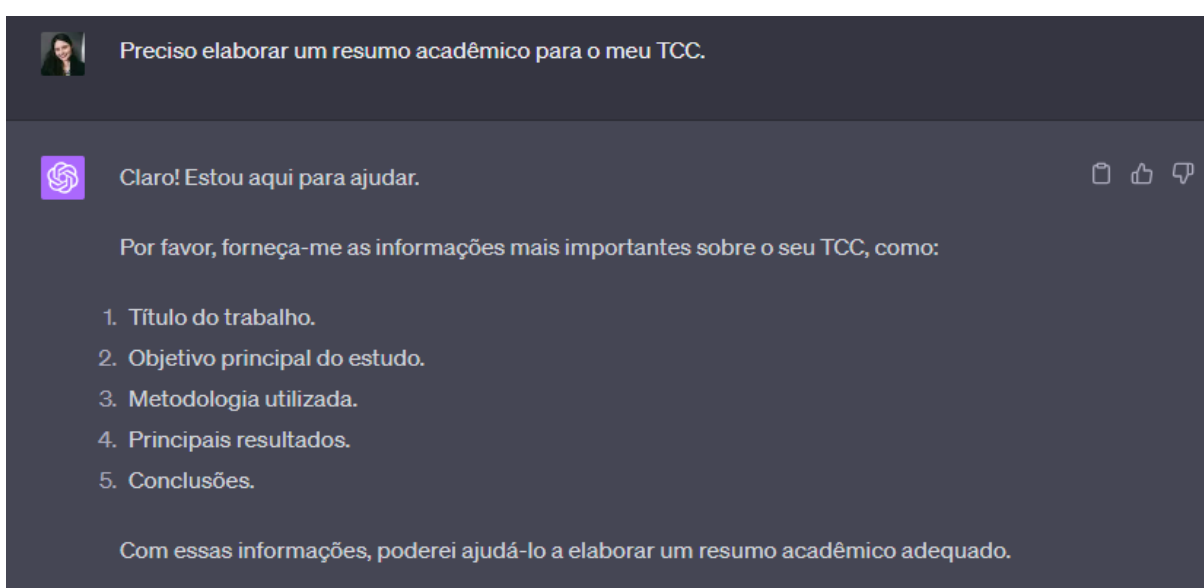 Preciso elaborar um resumo acadêmico para o meu TCC.
Claro! Estou aqui para ajudar.
Por favor, forneça-me as informações mais importantes sobre o seu TCC, como:
1. Título do trabalho.
2. Objetivo principal do estudo.
3. Metodologia utilizada.
4. Principais resultados.
5. Conclusões.
Com essas informações, poderei ajudá-lo a elaborar um resumo acadêmico adequado.